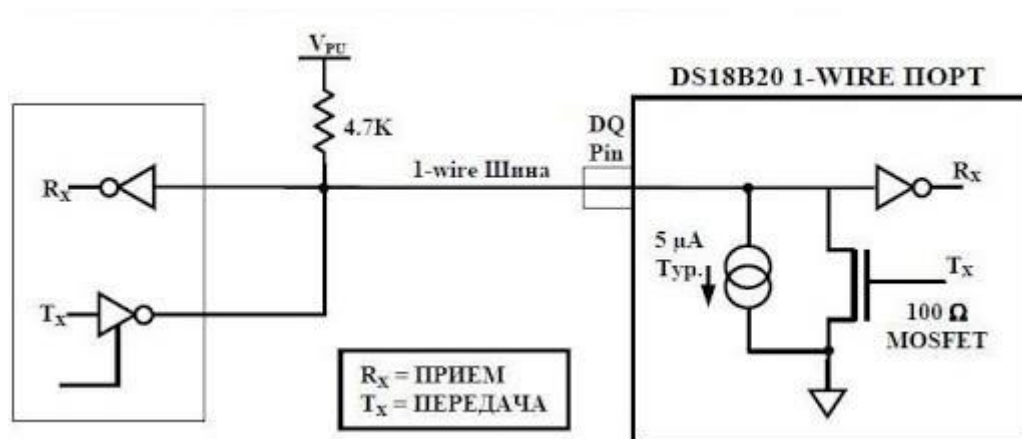 V_PU
DS18B20 1-WIRE ПОРТ
4.7K
DQ
Pin
R_X
1-wire Шина
R_X
5 µA
Typ.
T_X
T_X
100 Ω
MOSFET
R_X = ПРИЕМ
T_X = ПЕРЕДАЧА